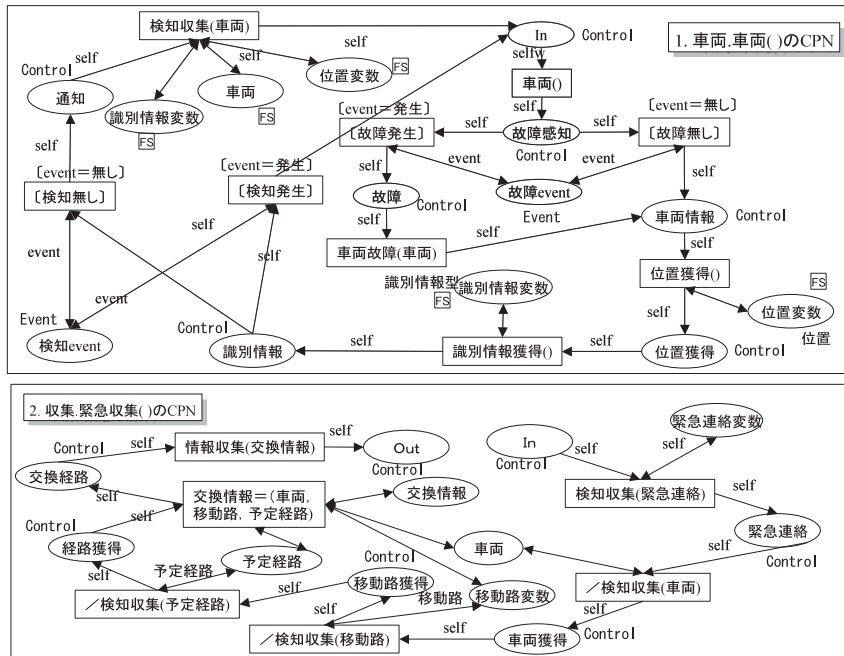 検知収集(車両)
self
In
Control
1. 車両.車両( )のCPN
self
self
self
self
selfw
Control
通知
識別情報変数
FS
車両
FS
位置変数
FS
車両()
self
[event=発生]
[event=無し]
self
[event=無し]
[検知無し]
[event=発生]
[検知発生]
[故障発生]
self
故障感知
Control
self
[故障無し]
self
event
event
self
故障
Control
故障event
Event
車両情報
Control
self
self
event
self
self
車両故障(車両)
self
位置獲得()
FS
識別情報型
FS
識別情報変数
event
Control
self
位置変数
位置
Event
検知event
識別情報
self
識別情報獲得()
self
位置獲得
Control
2. 収集.緊急収集( )のCPN
Control
self
情報収集(交換情報)
self
Out
Control
In
Control
self
緊急連絡変数
self
交換経路
self
交換情報=(車両,
移動路, 予定経路)
交換情報
検知収集(緊急連絡)
self
Control
self
経路獲得
予定経路
車両
緊急連絡
Control
self
self
予定経路
Control
移動路獲得
self
移動路
移動路変数
／検知収集(予定経路)
／検知収集(車両)
self
self
／検知収集(移動路)
self
車両獲得
Control